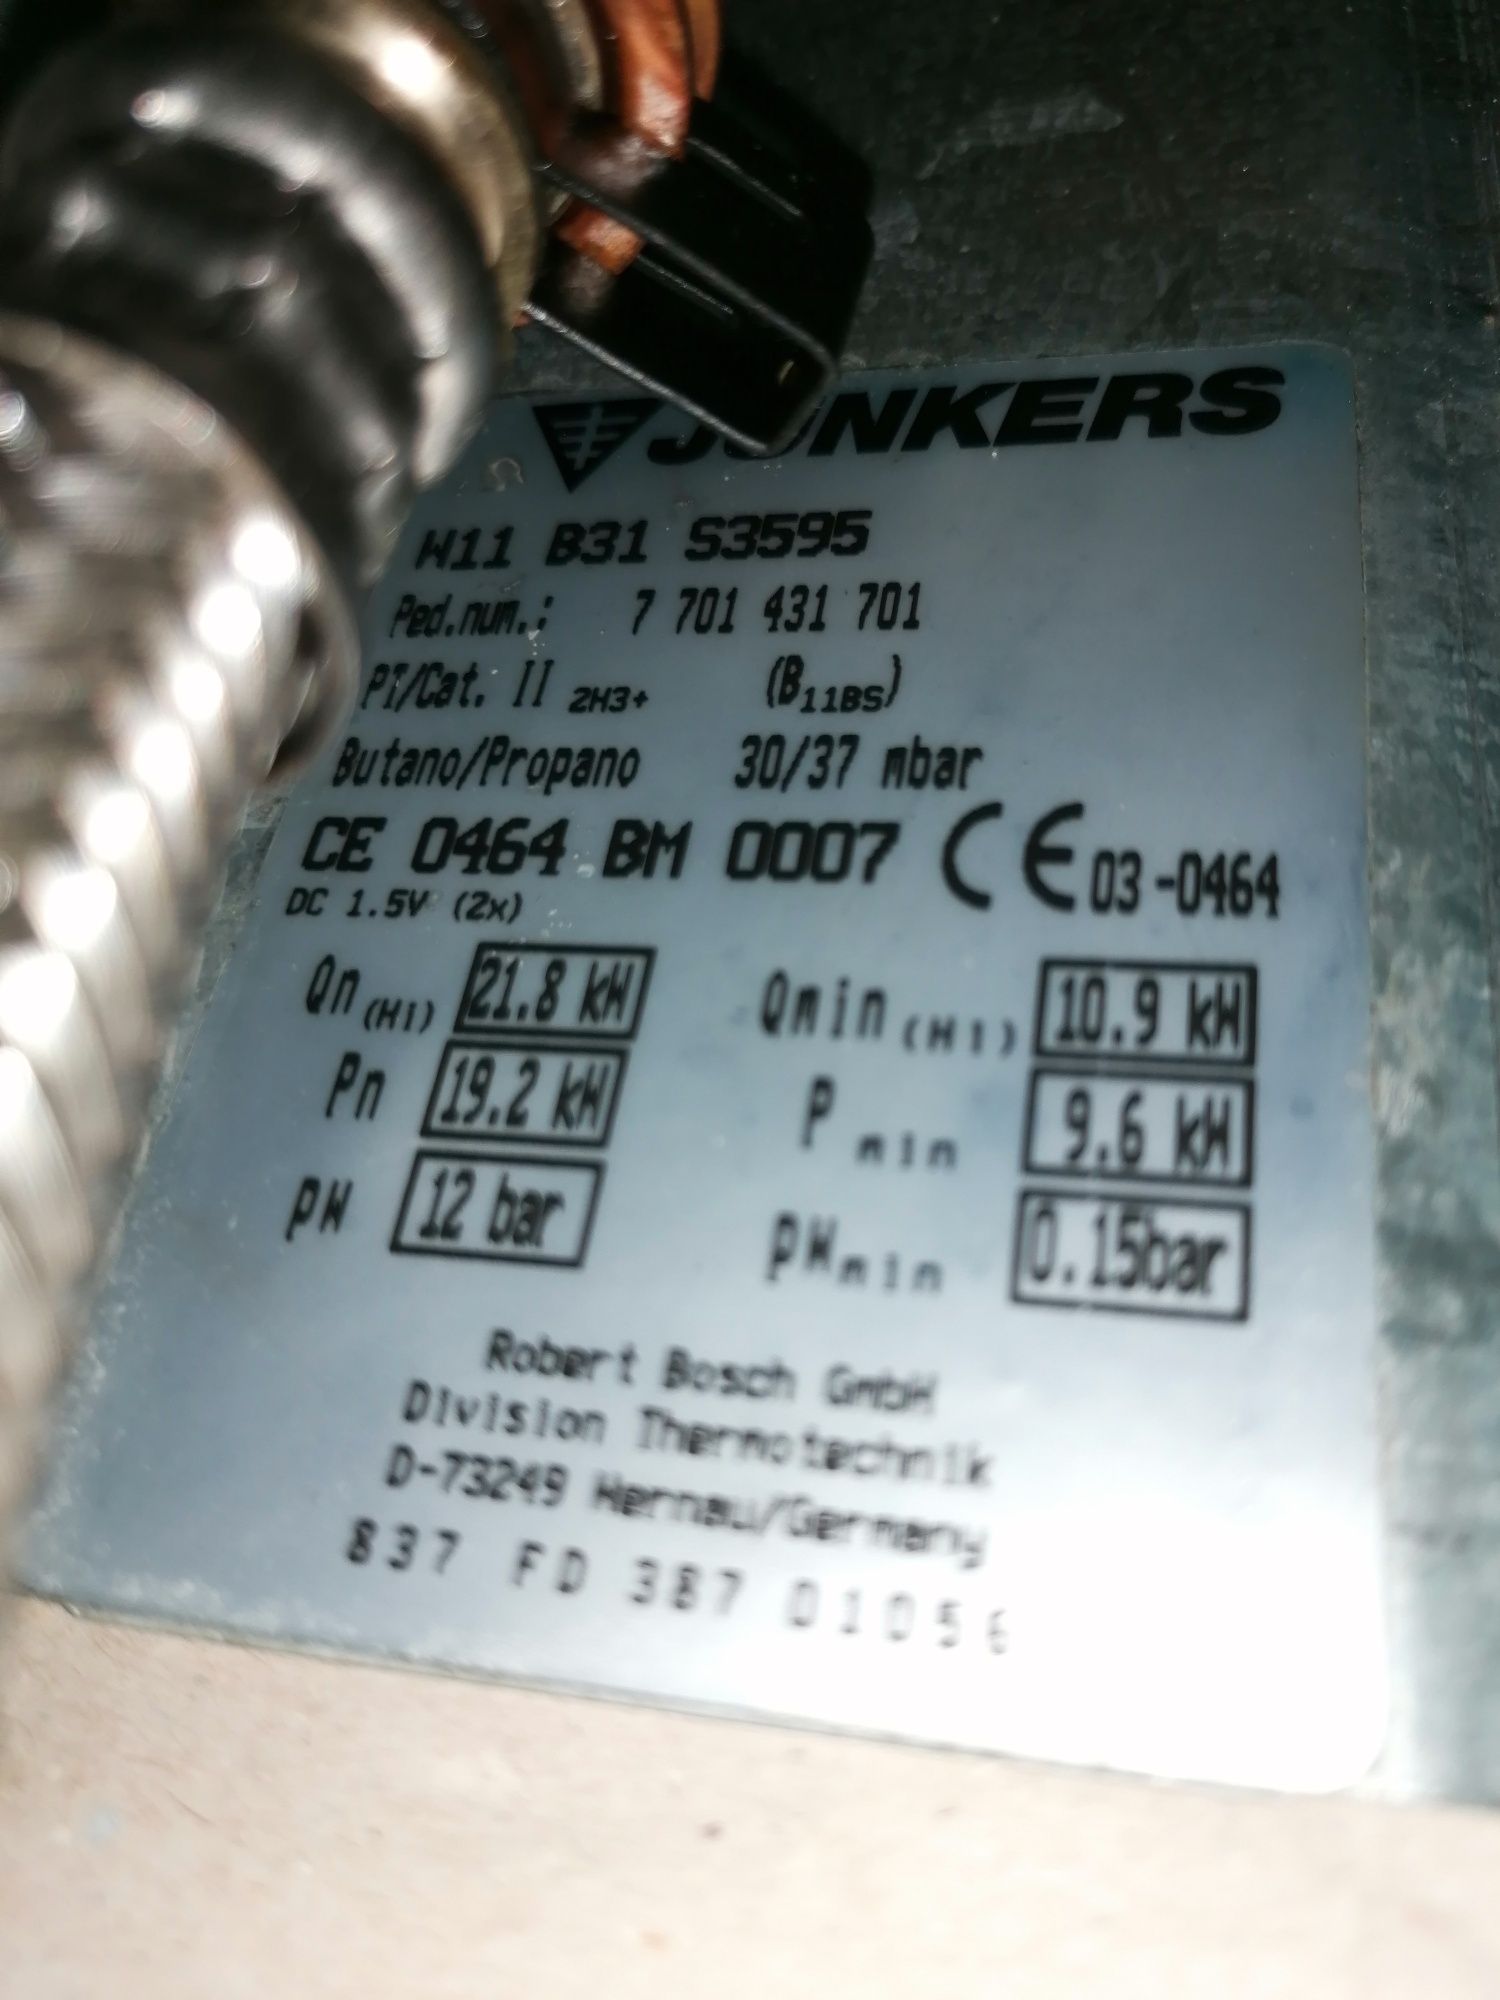 JUNKERS
W11 B31 S3595
Ped.num.: 7 701 431 701
PI/Cat. II 2H3+ (B11BS)
Butano/Propano 30/37 mbar
CE 0464 BM 0007 CE 03-0464
DC 1.5V (2x)
Qn (Hi) 21.8 kW Qmin (Hi) 10.9 kW
Pn 19.2 kW P min 9.6 kW
pW 12 bar pWmin 0.15bar
Robert Bosch GmbH
Division Thermotechnik
D-73249 Wernau/Germany
837 FD 387 01056